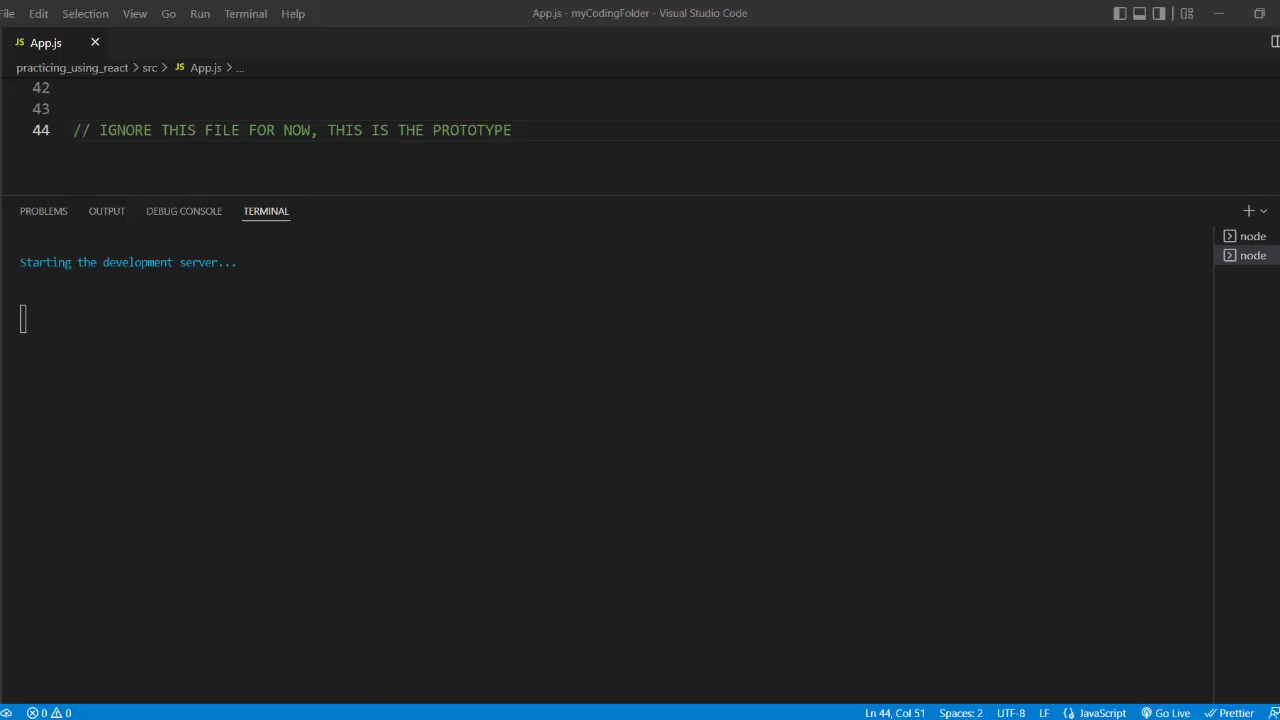 File Edit Selection View Go Run Terminal Help App.js - myCodingFolder - Visual Studio Code
JS App.js
practicing_using_react > src > JS App.js > ...
42
43
44 // IGNORE THIS FILE FOR NOW, THIS IS THE PROTOTYPE
PROBLEMS OUTPUT DEBUG CONSOLE TERMINAL
node
Starting the development server...
node
0 0 Ln 44, Col 51 Spaces: 2 UTF-8 LF JavaScript Go Live Prettier